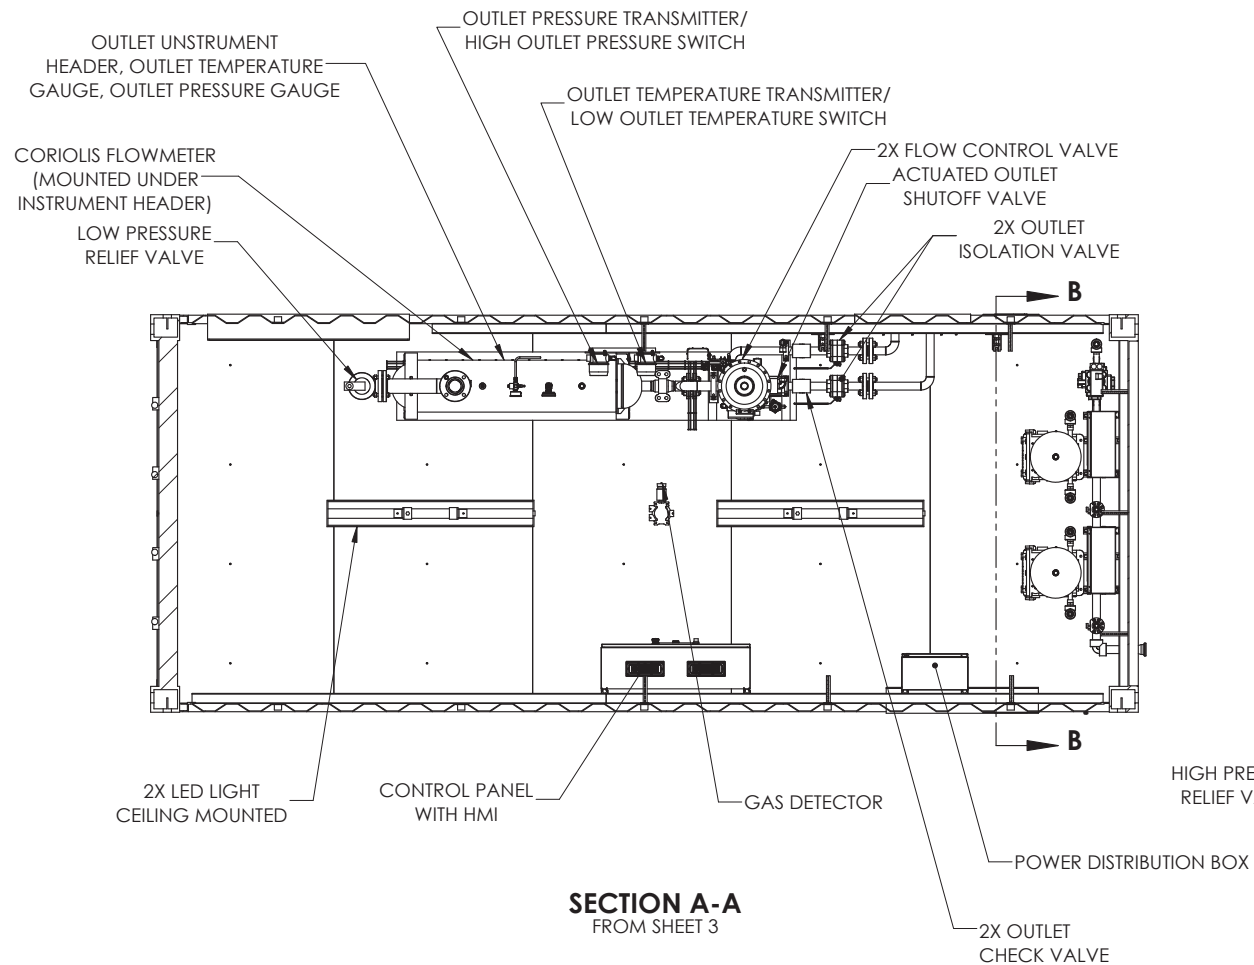 OUTLET PRESSURE TRANSMITTER/
HIGH OUTLET PRESSURE SWITCH
OUTLET UNSTRUMENT
HEADER, OUTLET TEMPERATURE
GAUGE, OUTLET PRESSURE GAUGE
OUTLET TEMPERATURE TRANSMITTER/
LOW OUTLET TEMPERATURE SWITCH
CORIOLIS FLOWMETER
(MOUNTED UNDER
INSTRUMENT HEADER)
2X FLOW CONTROL VALVE
ACTUATED OUTLET
SHUTOFF VALVE
LOW PRESSURE
RELIEF VALVE
2X OUTLET
ISOLATION VALVE
B
B
HIGH PRE
RELIEF V
2X LED LIGHT
CEILING MOUNTED
CONTROL PANEL
WITH HMI
GAS DETECTOR
POWER DISTRIBUTION BOX
SECTION A-A
FROM SHEET 3
2X OUTLET
CHECK VALVE